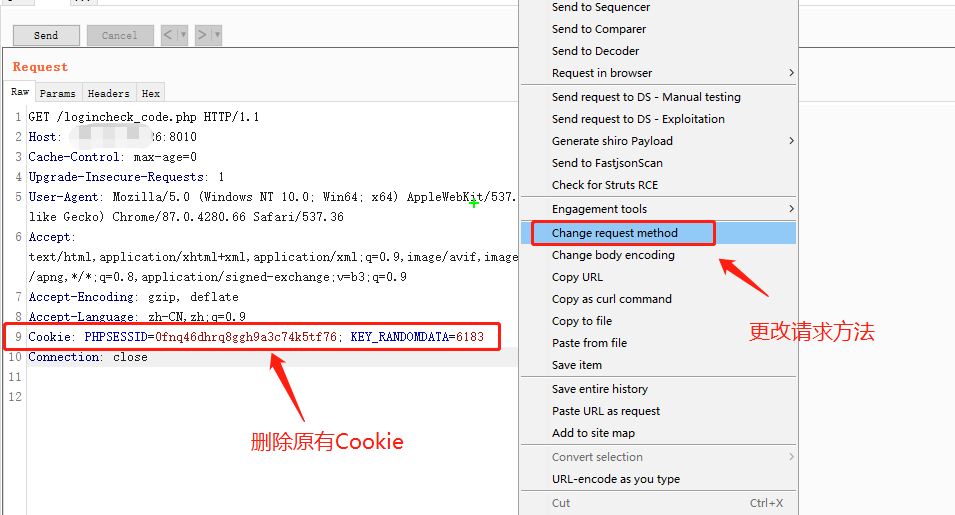 Send
Cancel
<
>
Request
Raw
Params
Headers
Hex
1 GET /logincheck_code.php HTTP/1.1
2 Host: 26:8010
3 Cache-Control: max-age=0
4 Upgrade-Insecure-Requests: 1
5 User-Agent: Mozilla/5.0 (Windows NT 10.0; Win64; x64) AppleWebKit/537.
like Gecko) Chrome/87.0.4280.66 Safari/537.36
6 Accept:
text/html,application/xhtml+xml,application/xml;q=0.9,image/avif,image
/apng,*/*;q=0.8,application/signed-exchange;v=b3;q=0.9
7 Accept-Encoding: gzip, deflate
8 Accept-Language: zh-CN,zh;q=0.9
9 Cookie: PHPSESSID=0fnq46dhrq8ggh9a3c74k5tf76; KEY_RANDOMDATA=6183
10 Connection: close
11
12
删除原有Cookie
Send to Sequencer
Send to Comparer
Send to Decoder
Request in browser
Send request to DS - Manual testing
Send request to DS - Exploitation
Generate shiro Payload
Send to FastjsonScan
Check for Struts RCE
Engagement tools
Change request method
Change body encoding
Copy URL
Copy as curl command
Copy to file
Paste from file
Save item
Save entire history
Paste URL as request
Add to site map
Convert selection
URL-encode as you type
Cut Ctrl+X
更改请求方法